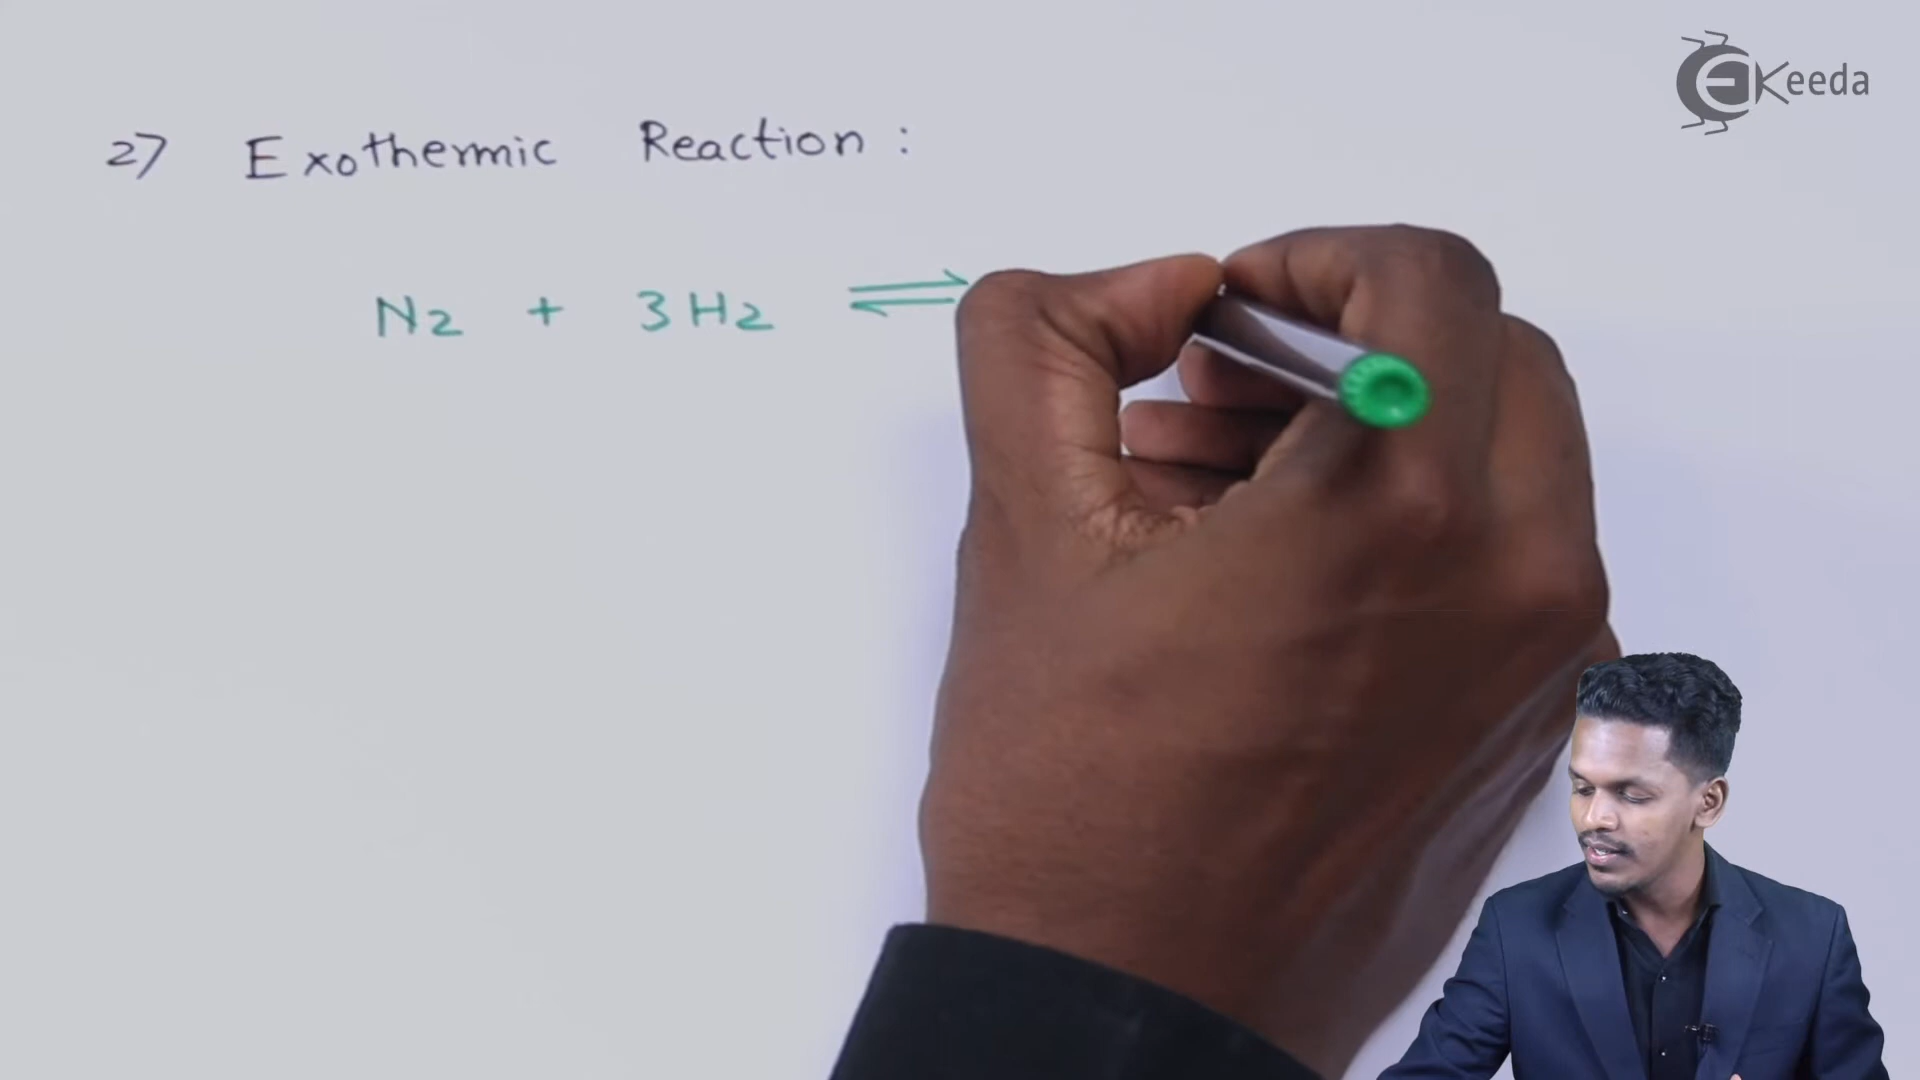 EKeeda
2) Exothermic Reaction :
N2 + 3H2 ⇌